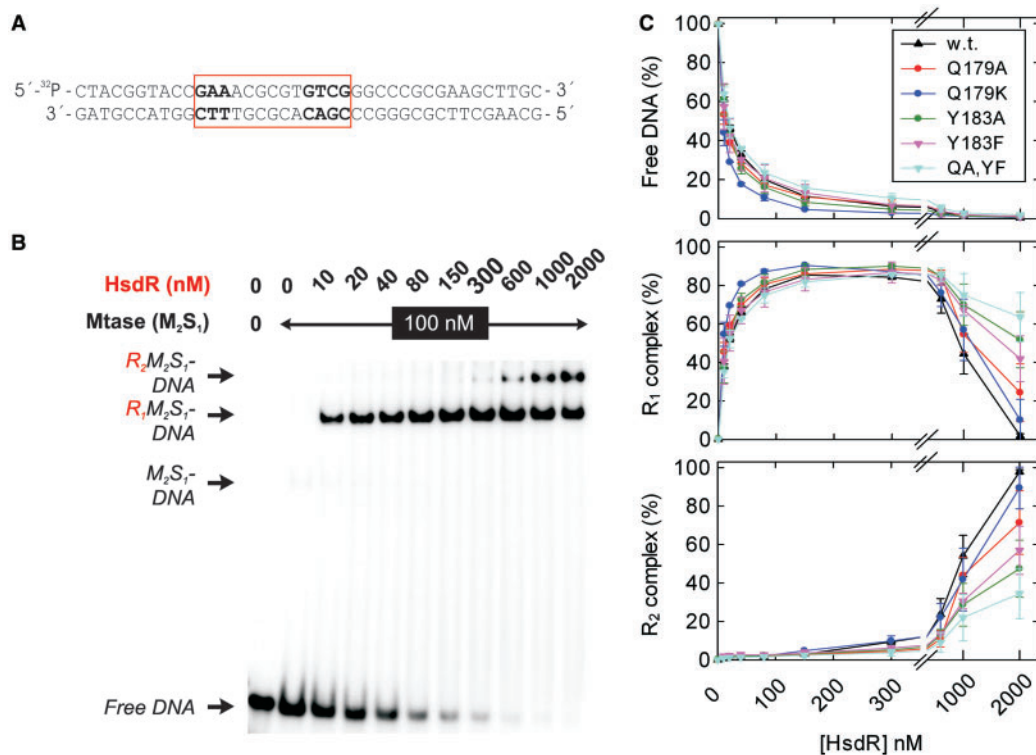 A
5´-³²P-CTACGGTACCGAAACGCGTGTCGGGCCCGCGAAGCTTGC-3´
3´-GATGCCATGGCTTTGCGCACAGCCCGGGCGCTTCGAACG-5´
B
HsdR (nM) 0 0 10 20 40 80 150 300 600 1000 2000
Mtase (M₂S₁) 0 100 nM
R₂M₂S₁-
DNA
R₁M₂S₁-
DNA
M₂S₁-
DNA
Free DNA
C
Free DNA (%)
100
80
60
40
20
0
w.t.
Q179A
Q179K
Y183A
Y183F
QA,YF
R₁ complex (%)
100
80
60
40
20
0
R₂ complex (%)
100
80
60
40
20
0
0 100 200 300 1000 2000
[HsdR] nM